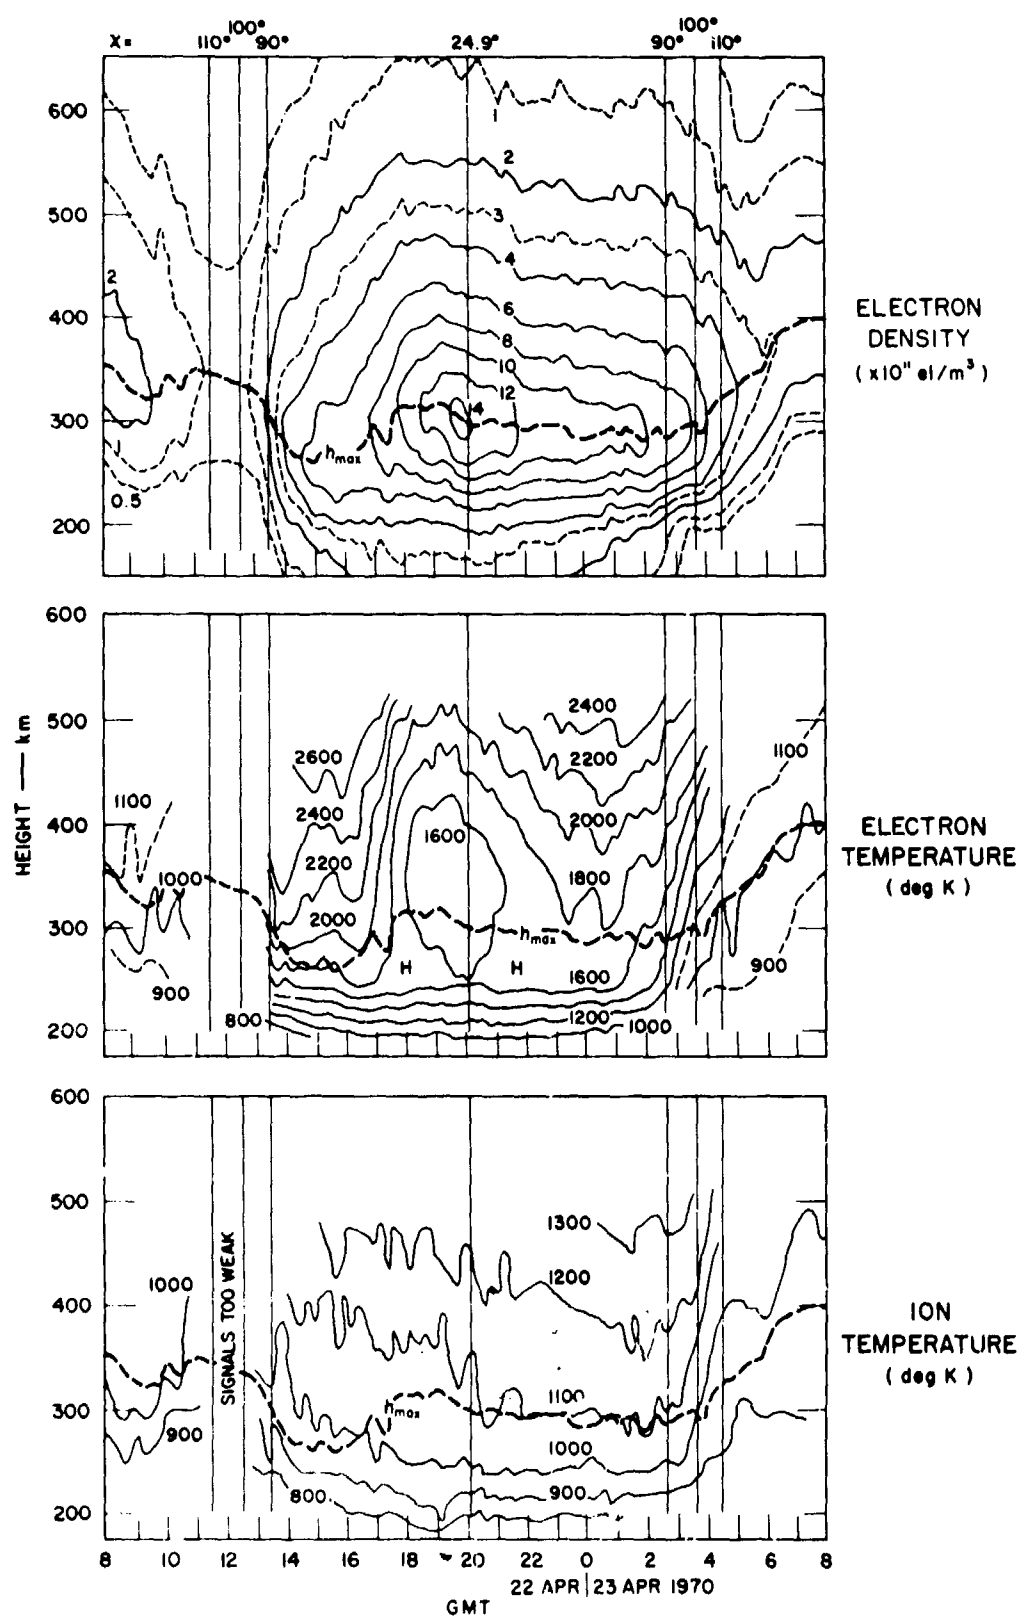 100° 100°
X= 110° 90° 24.9° 90° 110°
600
500
400
300
200
1
2
3
4
6
8
10
12
14
2
1
0.5
hmax
ELECTRON
DENSITY
(x10" el/m³)
600
500
400
300
200
2400
2600
2200
1100
1100
2400
2000
1600
2200
1000
1800
2000
hmax
900
H H
1600
900
800
1200
1000
ELECTRON
TEMPERATURE
(deg K)
HEIGHT — km
600
500
400
300
200
1300
1200
1000
SIGNALS TOO WEAK
hmax
1100
900
1000
800
900
ION
TEMPERATURE
(deg K)
8 10 12 14 16 18 20 22 0 2 4 6 8
22 APR | 23 APR 1970
GMT